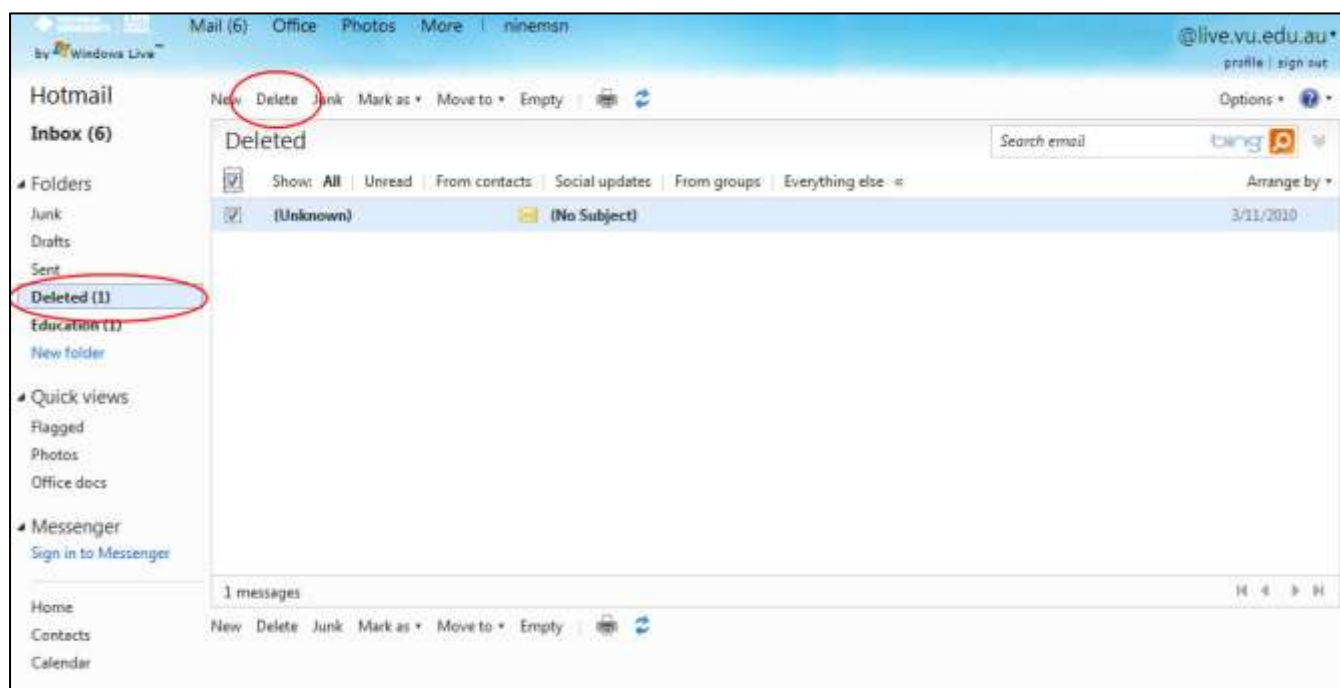 Mail (6) Office Photos More ninemsn
by Windows Live™
@live.vu.edu.au
profile | sign out
Hotmail
New Delete Junk Mark as Move to Empty
Options
Inbox (6)
Deleted
Search email
bing
Folders
Show: All | Unread | From contacts | Social updates | From groups | Everything else
Arrange by
Junk
(Unknown) (No Subject) 3/11/2010
Drafts
Sent
Deleted (1)
Education (1)
New folder
Quick views
Flagged
Photos
Office docs
Messenger
Sign in to Messenger
1 messages
Home
New Delete Junk Mark as Move to Empty
Contacts
Calendar